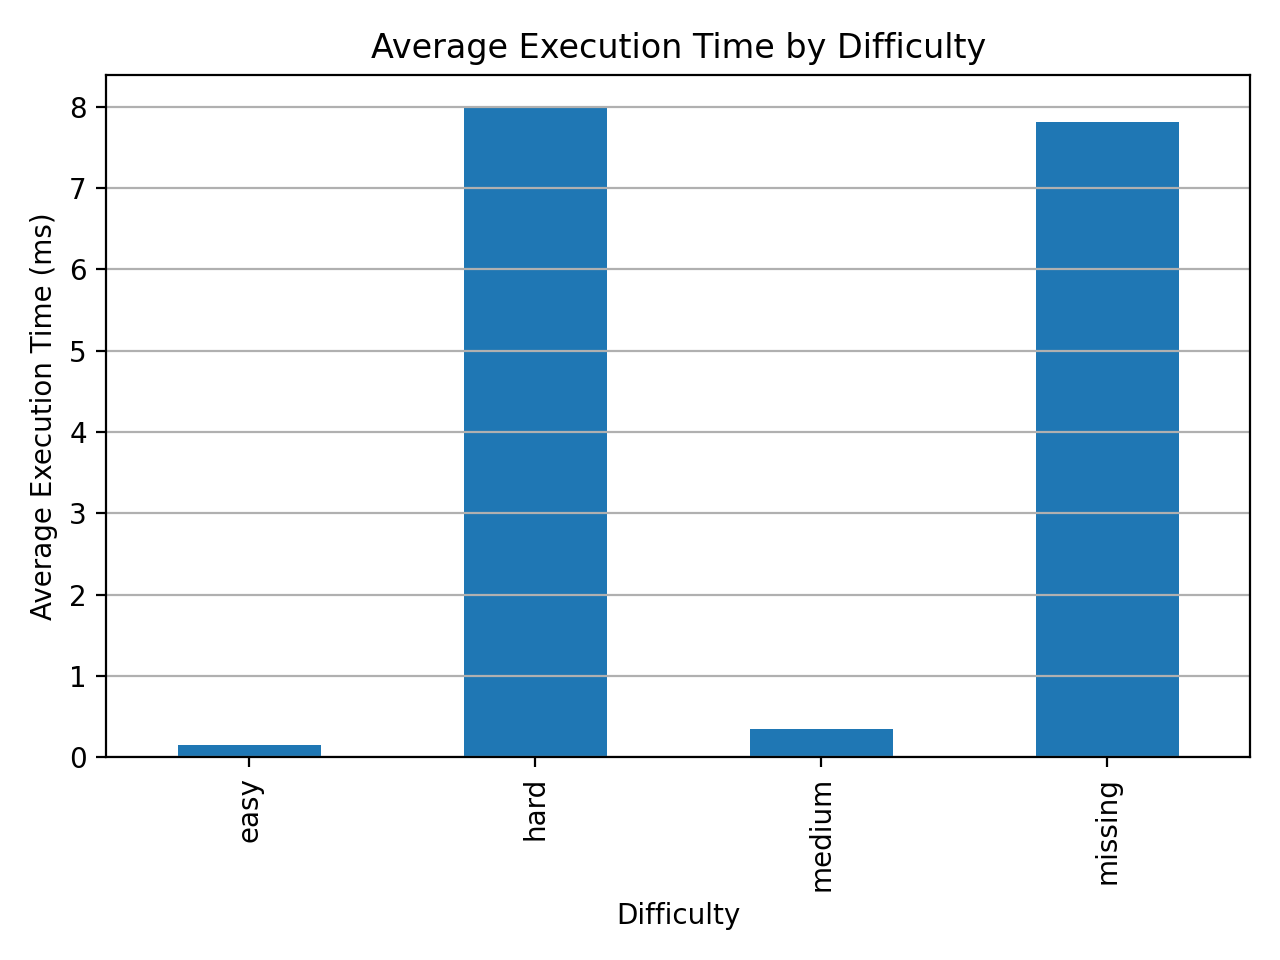 Average Execution Time by Difficulty
Average Execution Time (ms)
8
7
6
5
4
3
2
1
0
easy
hard
medium
missing
Difficulty